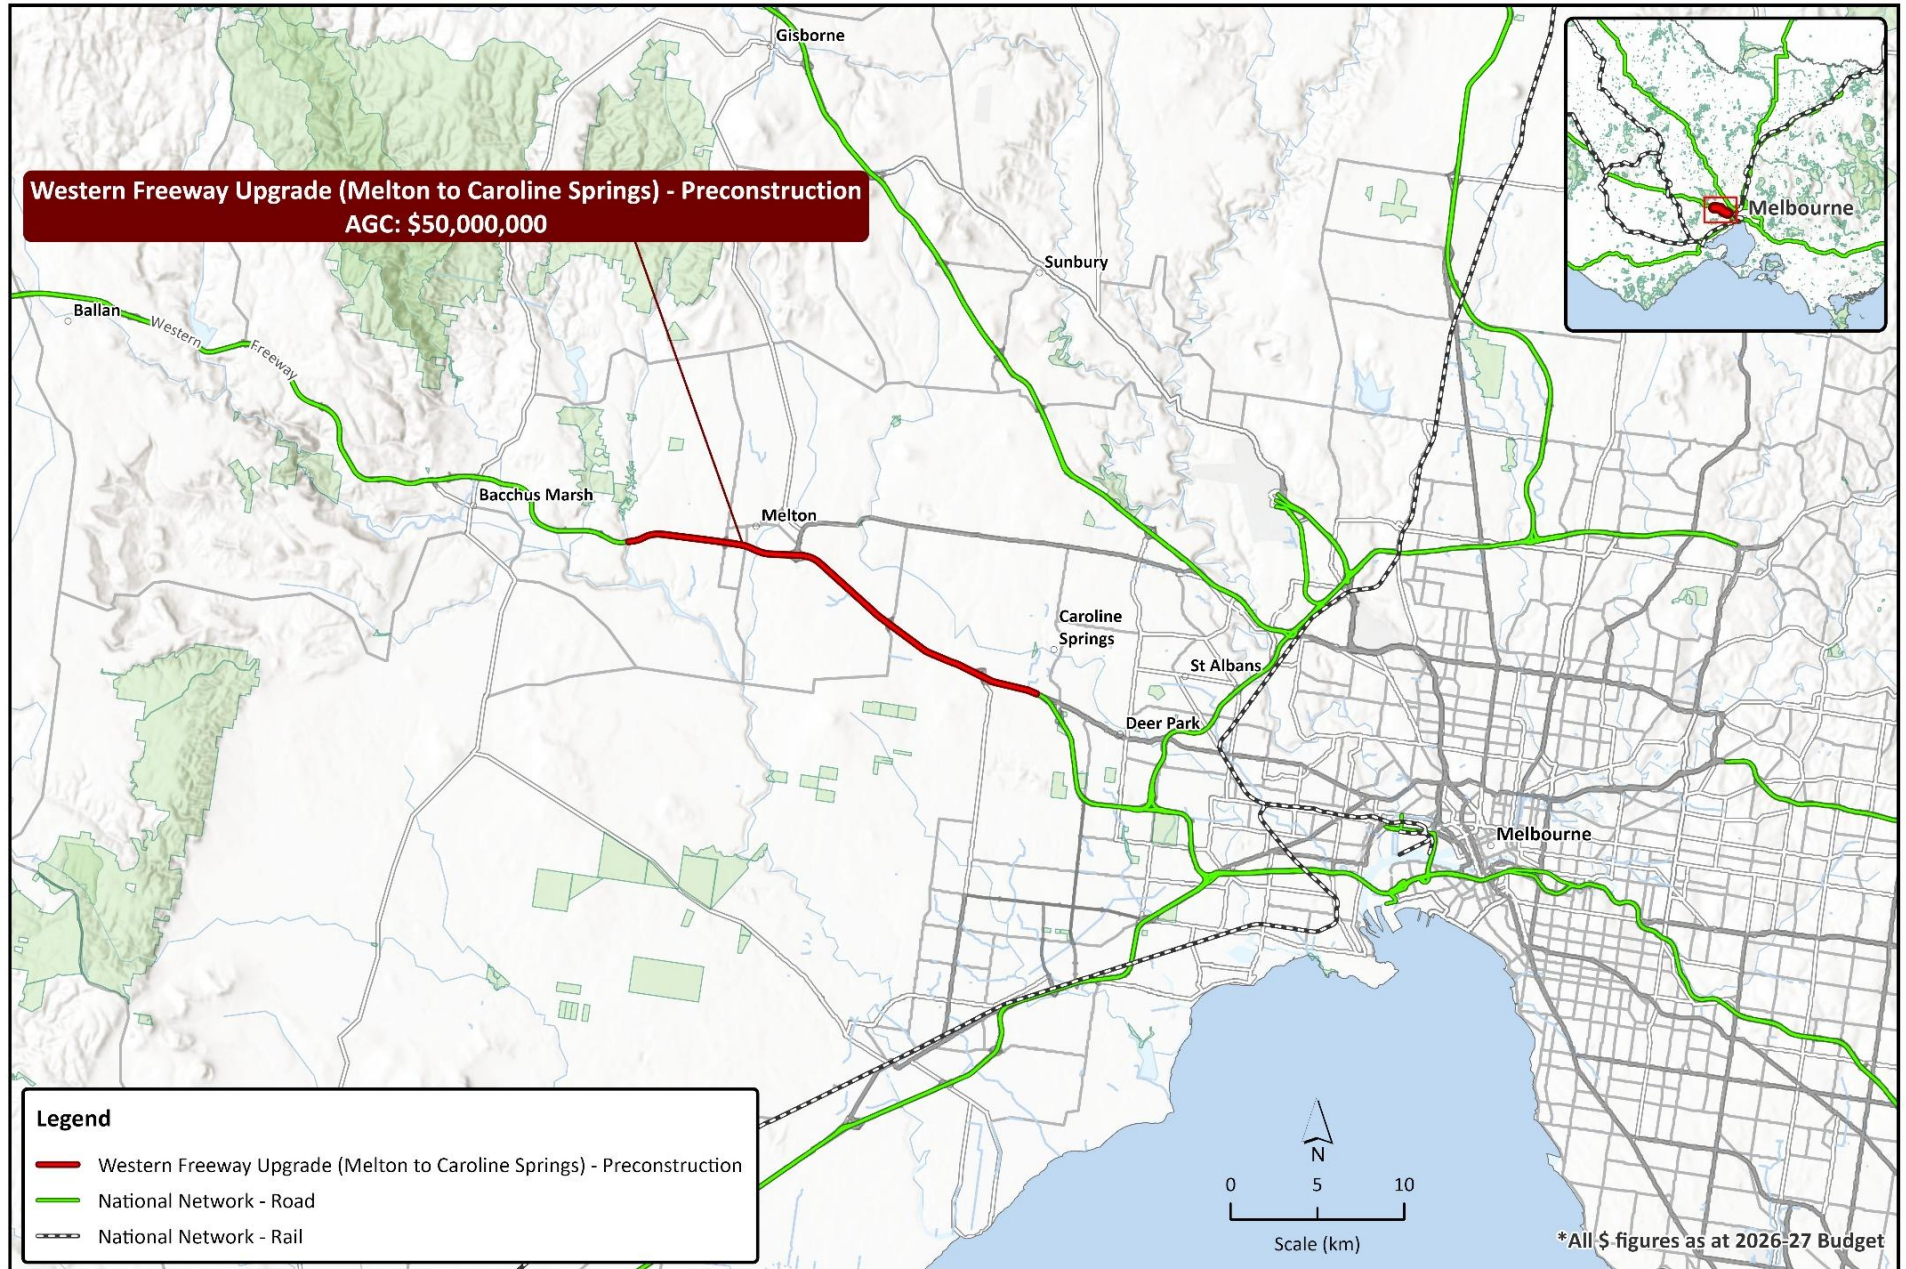 Gisborne
Western Freeway Upgrade (Melton to Caroline Springs) - Preconstruction
AGC: $50,000,000
Melbourne
Sunbury
Ballan
Western Freeway
Bacchus Marsh
Melton
Caroline
Springs
St Albans
Deer Park
Melbourne
Legend
Western Freeway Upgrade (Melton to Caroline Springs) - Preconstruction
National Network - Road
National Network - Rail
N
0 5 10
Scale (km)
*All $ figures as at 2026-27 Budget